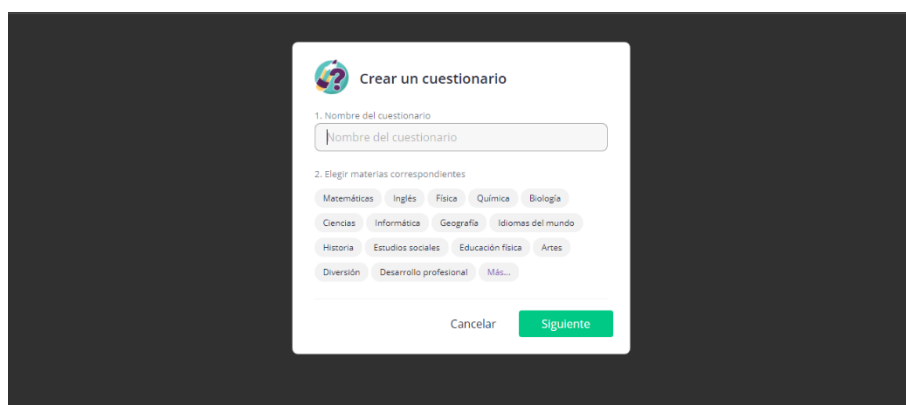 Crear un cuestionario
1. Nombre del cuestionario
Nombre del cuestionario
2. Elegir materias correspondientes
Matemáticas Inglés Física Química Biología
Ciencias Informática Geografía Idiomas del mundo
Historia Estudios sociales Educación física Artes
Diversión Desarrollo profesional Más...
Cancelar Siguiente